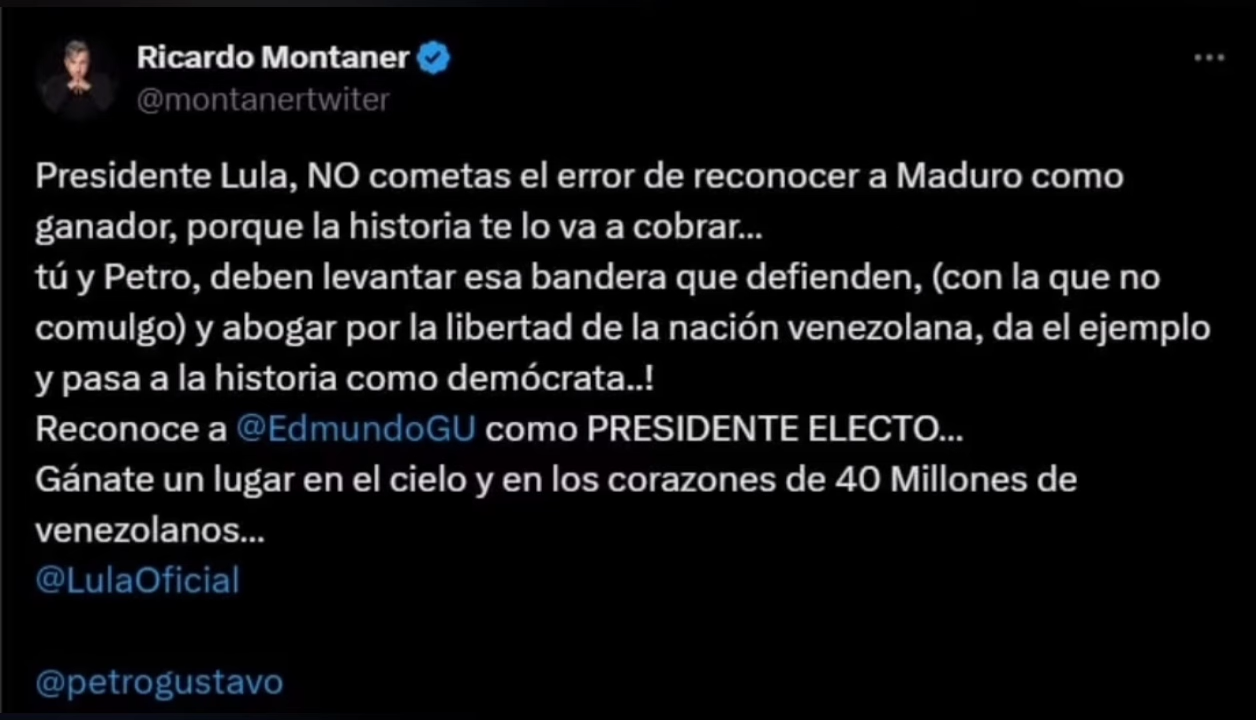 Ricardo Montaner
@montanertwiter
Presidente Lula, NO cometas el error de reconocer a Maduro como
ganador, porque la historia te lo va a cobrar...
tú y Petro, deben levantar esa bandera que defienden, (con la que no
comulgo) y abogar por la libertad de la nación venezolana, da el ejemplo
y pasa a la historia como demócrata..!
Reconoce a @EdmundoGU como PRESIDENTE ELECTO...
Gánate un lugar en el cielo y en los corazones de 40 Millones de
venezolanos...
@LulaOficial
@petrogustavo